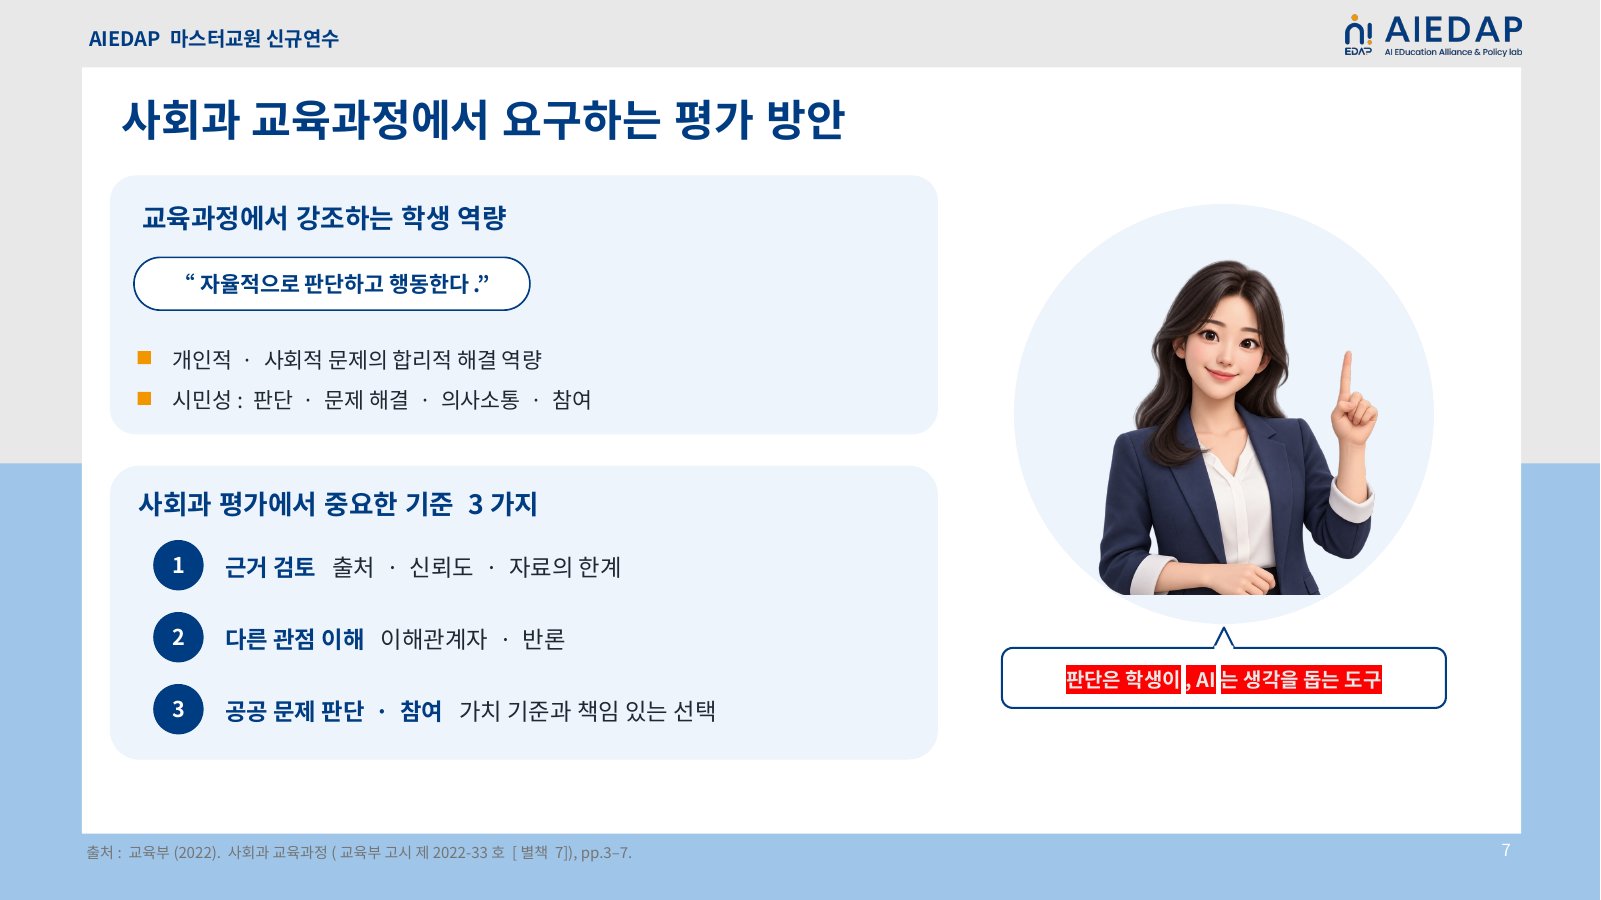 AIEDAP 마스터교원 신규연수
EDAP
AIEDAP
AI EDucation Alliance & Policy lab
사회과 교육과정에서 요구하는 평가 방안
교육과정에서 강조하는 학생 역량
“ 자율적으로 판단하고 행동한다 .”
개인적 · 사회적 문제의 합리적 해결 역량
시민성 : 판단 · 문제 해결 · 의사소통 · 참여
사회과 평가에서 중요한 기준 3 가지
1 근거 검토 출처 · 신뢰도 · 자료의 한계
2 다른 관점 이해 이해관계자 · 반론
3 공공 문제 판단 · 참여 가치 기준과 책임 있는 선택
판단은 학생이 , AI 는 생각을 돕는 도구
출처 : 교육부 (2022). 사회과 교육과정 ( 교육부 고시 제 2022-33 호 [ 별책 7]), pp.3–7.
7